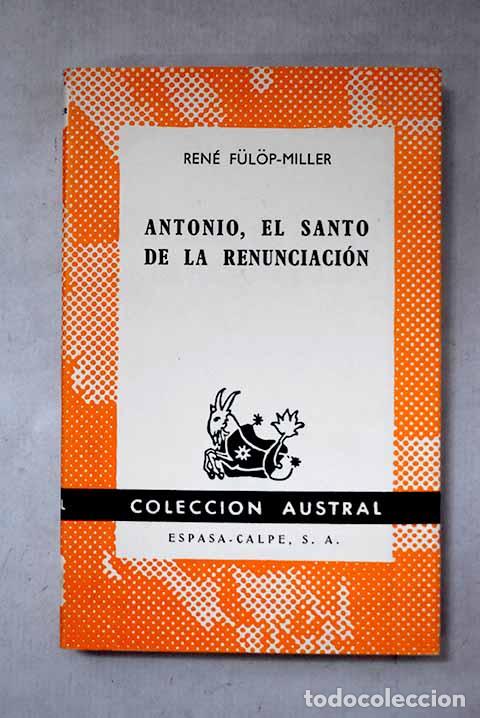 RENÉ FÜLÖP-MILLER
ANTONIO, EL SANTO
DE LA RENUNCIACIÓN
L COLECCION AUSTRAL
ESPASA-CALPE, S. A.
todocoleccion